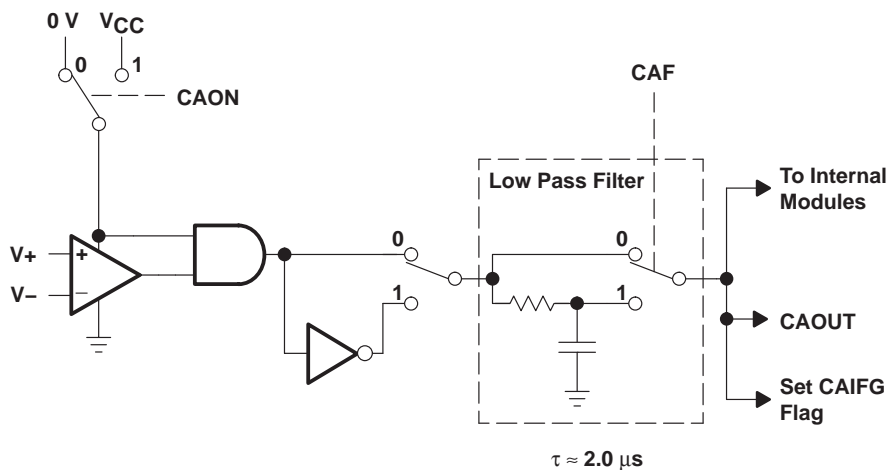 0 V VCC
0 1
CAON
CAF
Low Pass Filter
To Internal
Modules
V+
+
V−
−
0
1
0
1
CAOUT
Set CAIFG
Flag
τ ≈ 2.0 μs